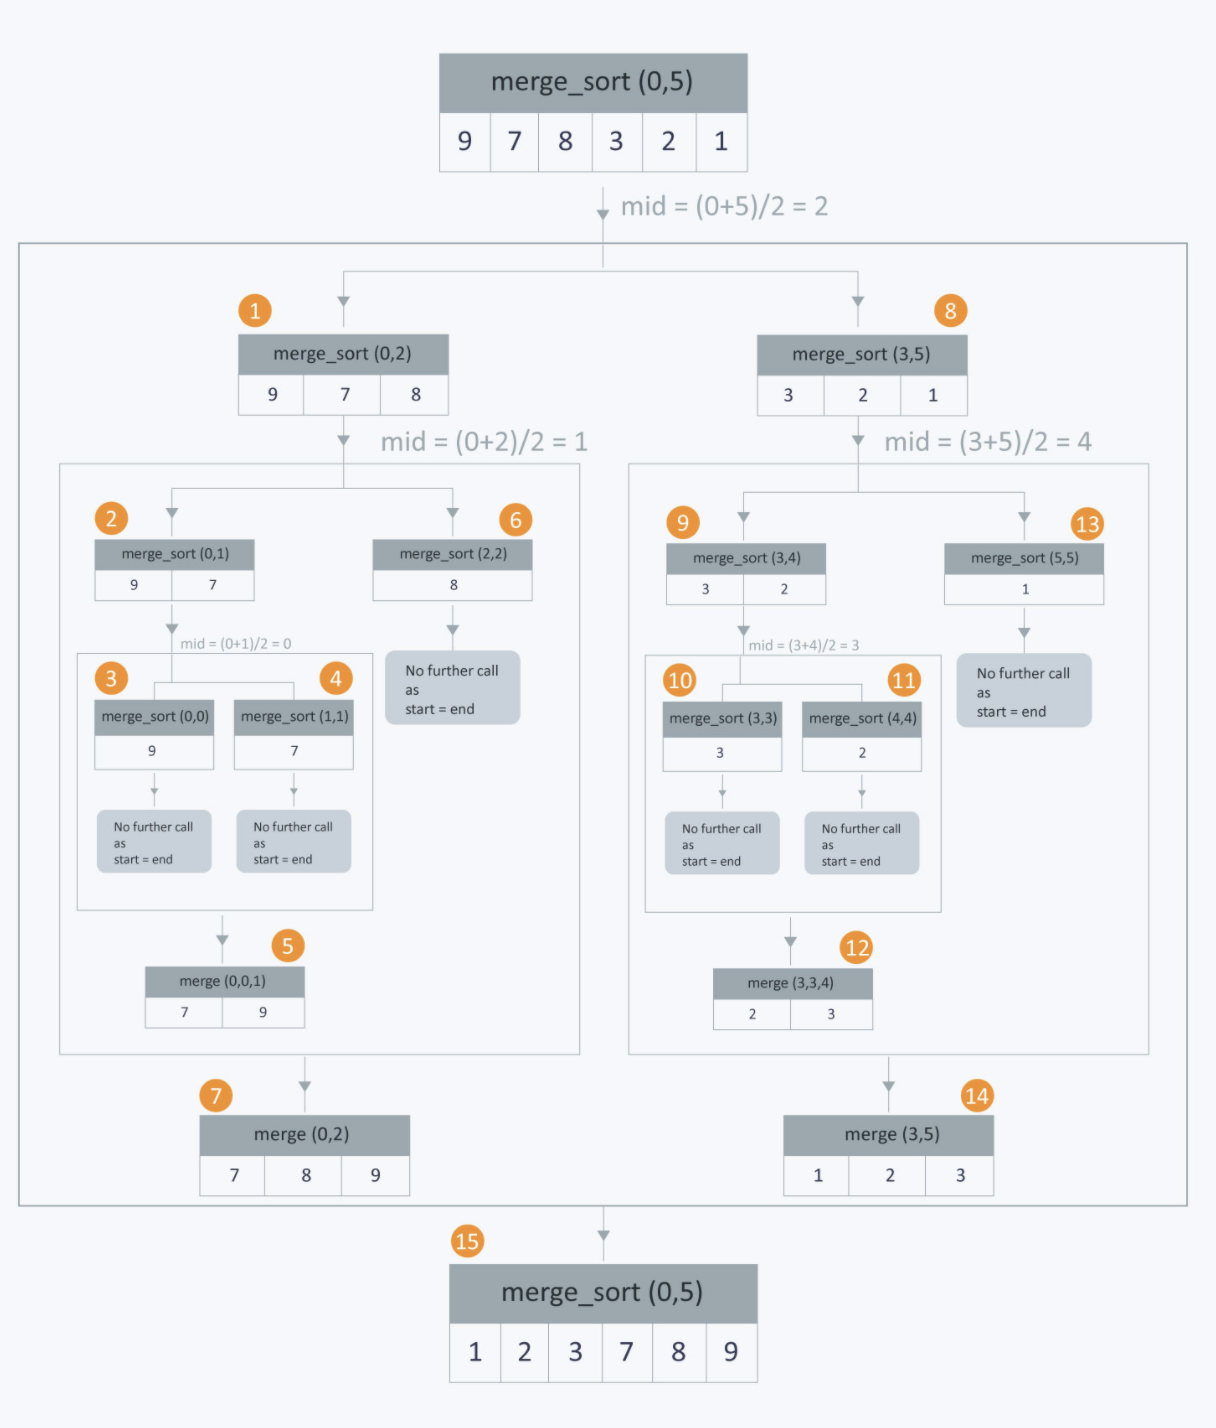 merge_sort (0,5)
9 7 8 3 2 1
mid = (0+5)/2 = 2
1
merge_sort (0,2)
9 7 8
mid = (0+2)/2 = 1
2
merge_sort (0,1)
9 7
mid = (0+1)/2 = 0
3
merge_sort (0,0)
9
No further call
as
start = end
4
merge_sort (1,1)
7
No further call
as
start = end
5
merge (0,0,1)
7 9
6
merge_sort (2,2)
8
No further call
as
start = end
7
merge (0,2)
7 8 9
8
merge_sort (3,5)
3 2 1
mid = (3+5)/2 = 4
9
merge_sort (3,4)
3 2
mid = (3+4)/2 = 3
10
merge_sort (3,3)
3
No further call
as
start = end
11
merge_sort (4,4)
2
No further call
as
start = end
12
merge (3,3,4)
2 3
13
merge_sort (5,5)
1
No further call
as
start = end
14
merge (3,5)
1 2 3
15
merge_sort (0,5)
1 2 3 7 8 9